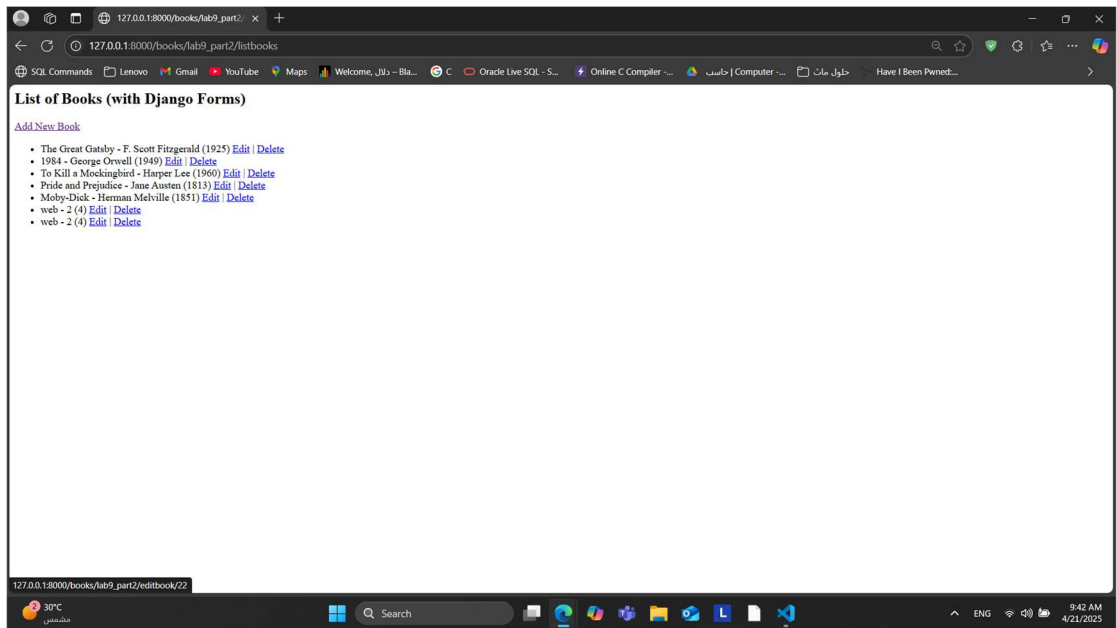 127.0.0.1:8000/books/lab9_part2/
127.0.0.1:8000/books/lab9_part2/listbooks
SQL Commands Lenovo Gmail YouTube Maps Welcome, دلال – Bla... C Oracle Live SQL - S... Online C Compiler -... حاسب | Computer -... حلول ماث Have I Been Pwned:...
List of Books (with Django Forms)
Add New Book
The Great Gatsby - F. Scott Fitzgerald (1925) Edit | Delete
1984 - George Orwell (1949) Edit | Delete
To Kill a Mockingbird - Harper Lee (1960) Edit | Delete
Pride and Prejudice - Jane Austen (1813) Edit | Delete
Moby-Dick - Herman Melville (1851) Edit | Delete
web - 2 (4) Edit | Delete
web - 2 (4) Edit | Delete
127.0.0.1:8000/books/lab9_part2/editbook/22
2 30°C
مشمس
Search
L
ENG
9:42 AM
4/21/2025